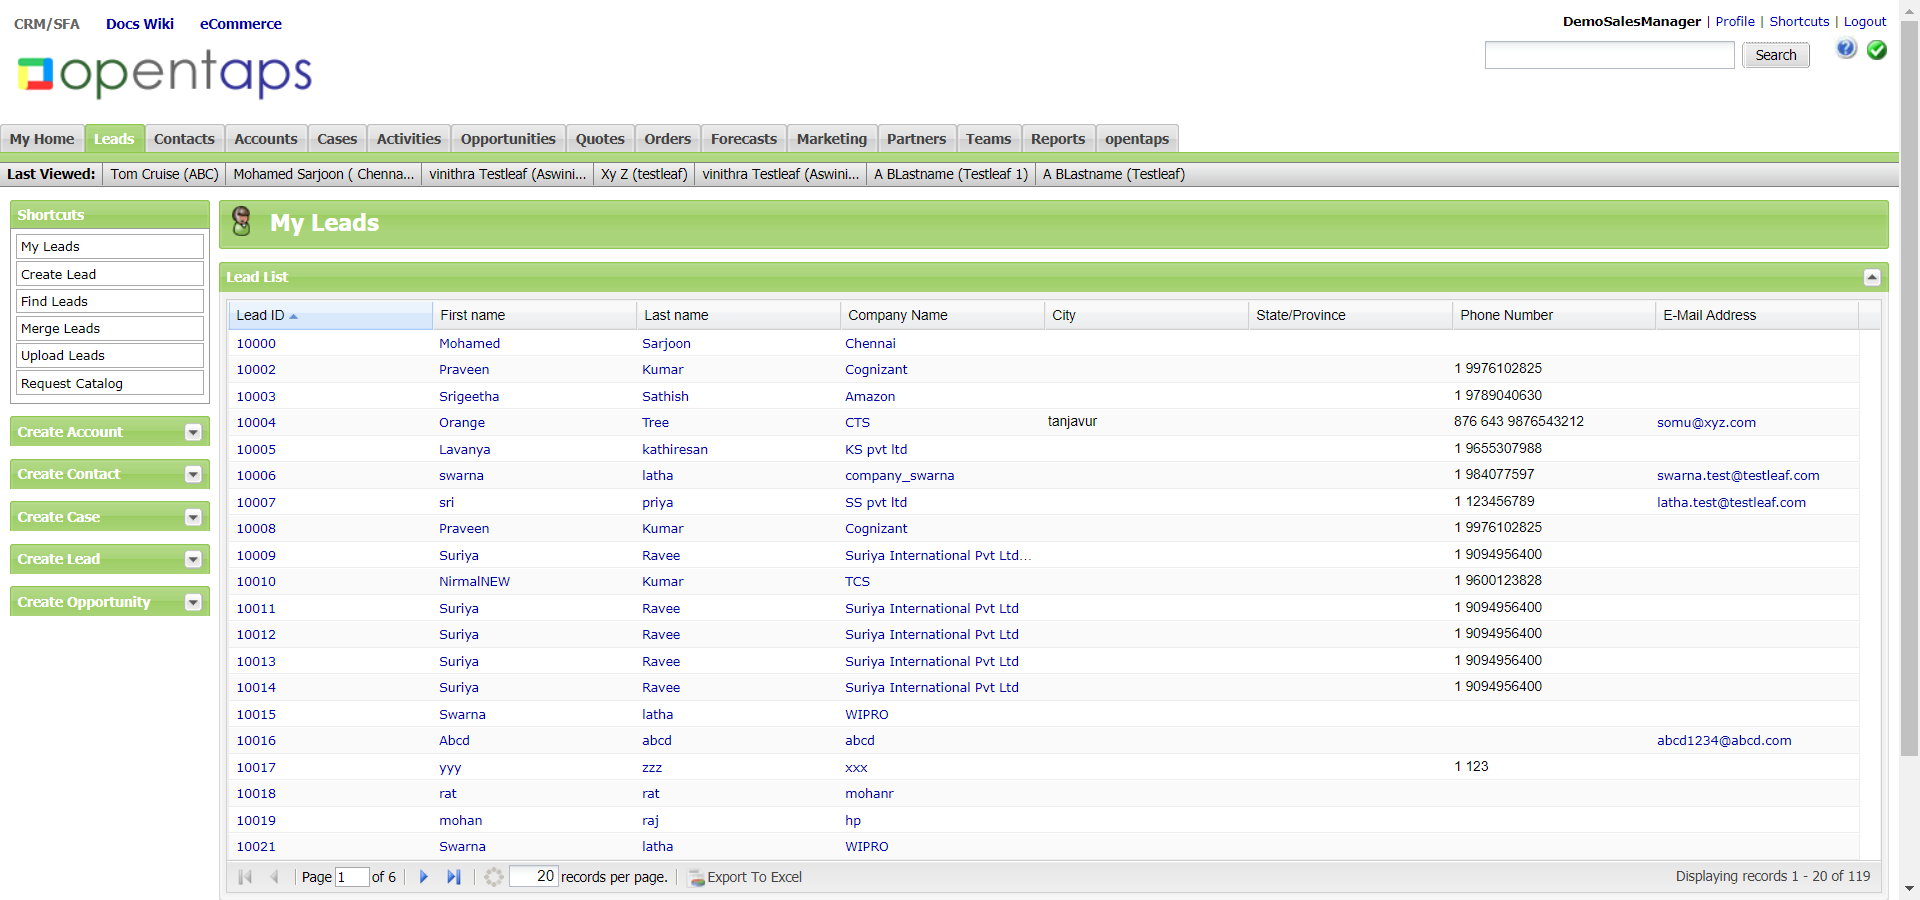 CRM/SFA Docs Wiki eCommerce
DemoSalesManager | Profile | Shortcuts | Logout
opentaps
Search
My Home Leads Contacts Accounts Cases Activities Opportunities Quotes Orders Forecasts Marketing Partners Teams Reports opentaps
Last Viewed: Tom Cruise (ABC) Mohamed Sarjoon ( Chenna... vinithra Testleaf (Aswini... Xy Z (testleaf) vinithra Testleaf (Aswini... A BLastname (Testleaf 1) A BLastname (Testleaf)
Shortcuts
My Leads
Create Lead
Find Leads
Merge Leads
Upload Leads
Request Catalog
Create Account
Create Contact
Create Case
Create Lead
Create Opportunity
My Leads
Lead List
Lead ID First name Last name Company Name City State/Province Phone Number E-Mail Address
10000 Mohamed Sarjoon Chennai
10002 Praveen Kumar Cognizant 1 9976102825
10003 Srigeetha Sathish Amazon 1 9789040630
10004 Orange Tree CTS tanjavur 876 643 9876543212 somu@xyz.com
10005 Lavanya kathiresan KS pvt ltd 1 9655307988
10006 swarna latha company_swarna 1 984077597 swarna.test@testleaf.com
10007 sri priya SS pvt ltd 1 123456789 latha.test@testleaf.com
10008 Praveen Kumar Cognizant 1 9976102825
10009 Suriya Ravee Suriya International Pvt Ltd... 1 9094956400
10010 NirmalNEW Kumar TCS 1 9600123828
10011 Suriya Ravee Suriya International Pvt Ltd 1 9094956400
10012 Suriya Ravee Suriya International Pvt Ltd 1 9094956400
10013 Suriya Ravee Suriya International Pvt Ltd 1 9094956400
10014 Suriya Ravee Suriya International Pvt Ltd 1 9094956400
10015 Swarna latha WIPRO
10016 Abcd abcd abcd abcd1234@abcd.com
10017 yyy zzz xxx 1 123
10018 rat rat mohanr
10019 mohan raj hp
10021 Swarna latha WIPRO
Page 1 of 6 20 records per page. Export To Excel Displaying records 1 - 20 of 119